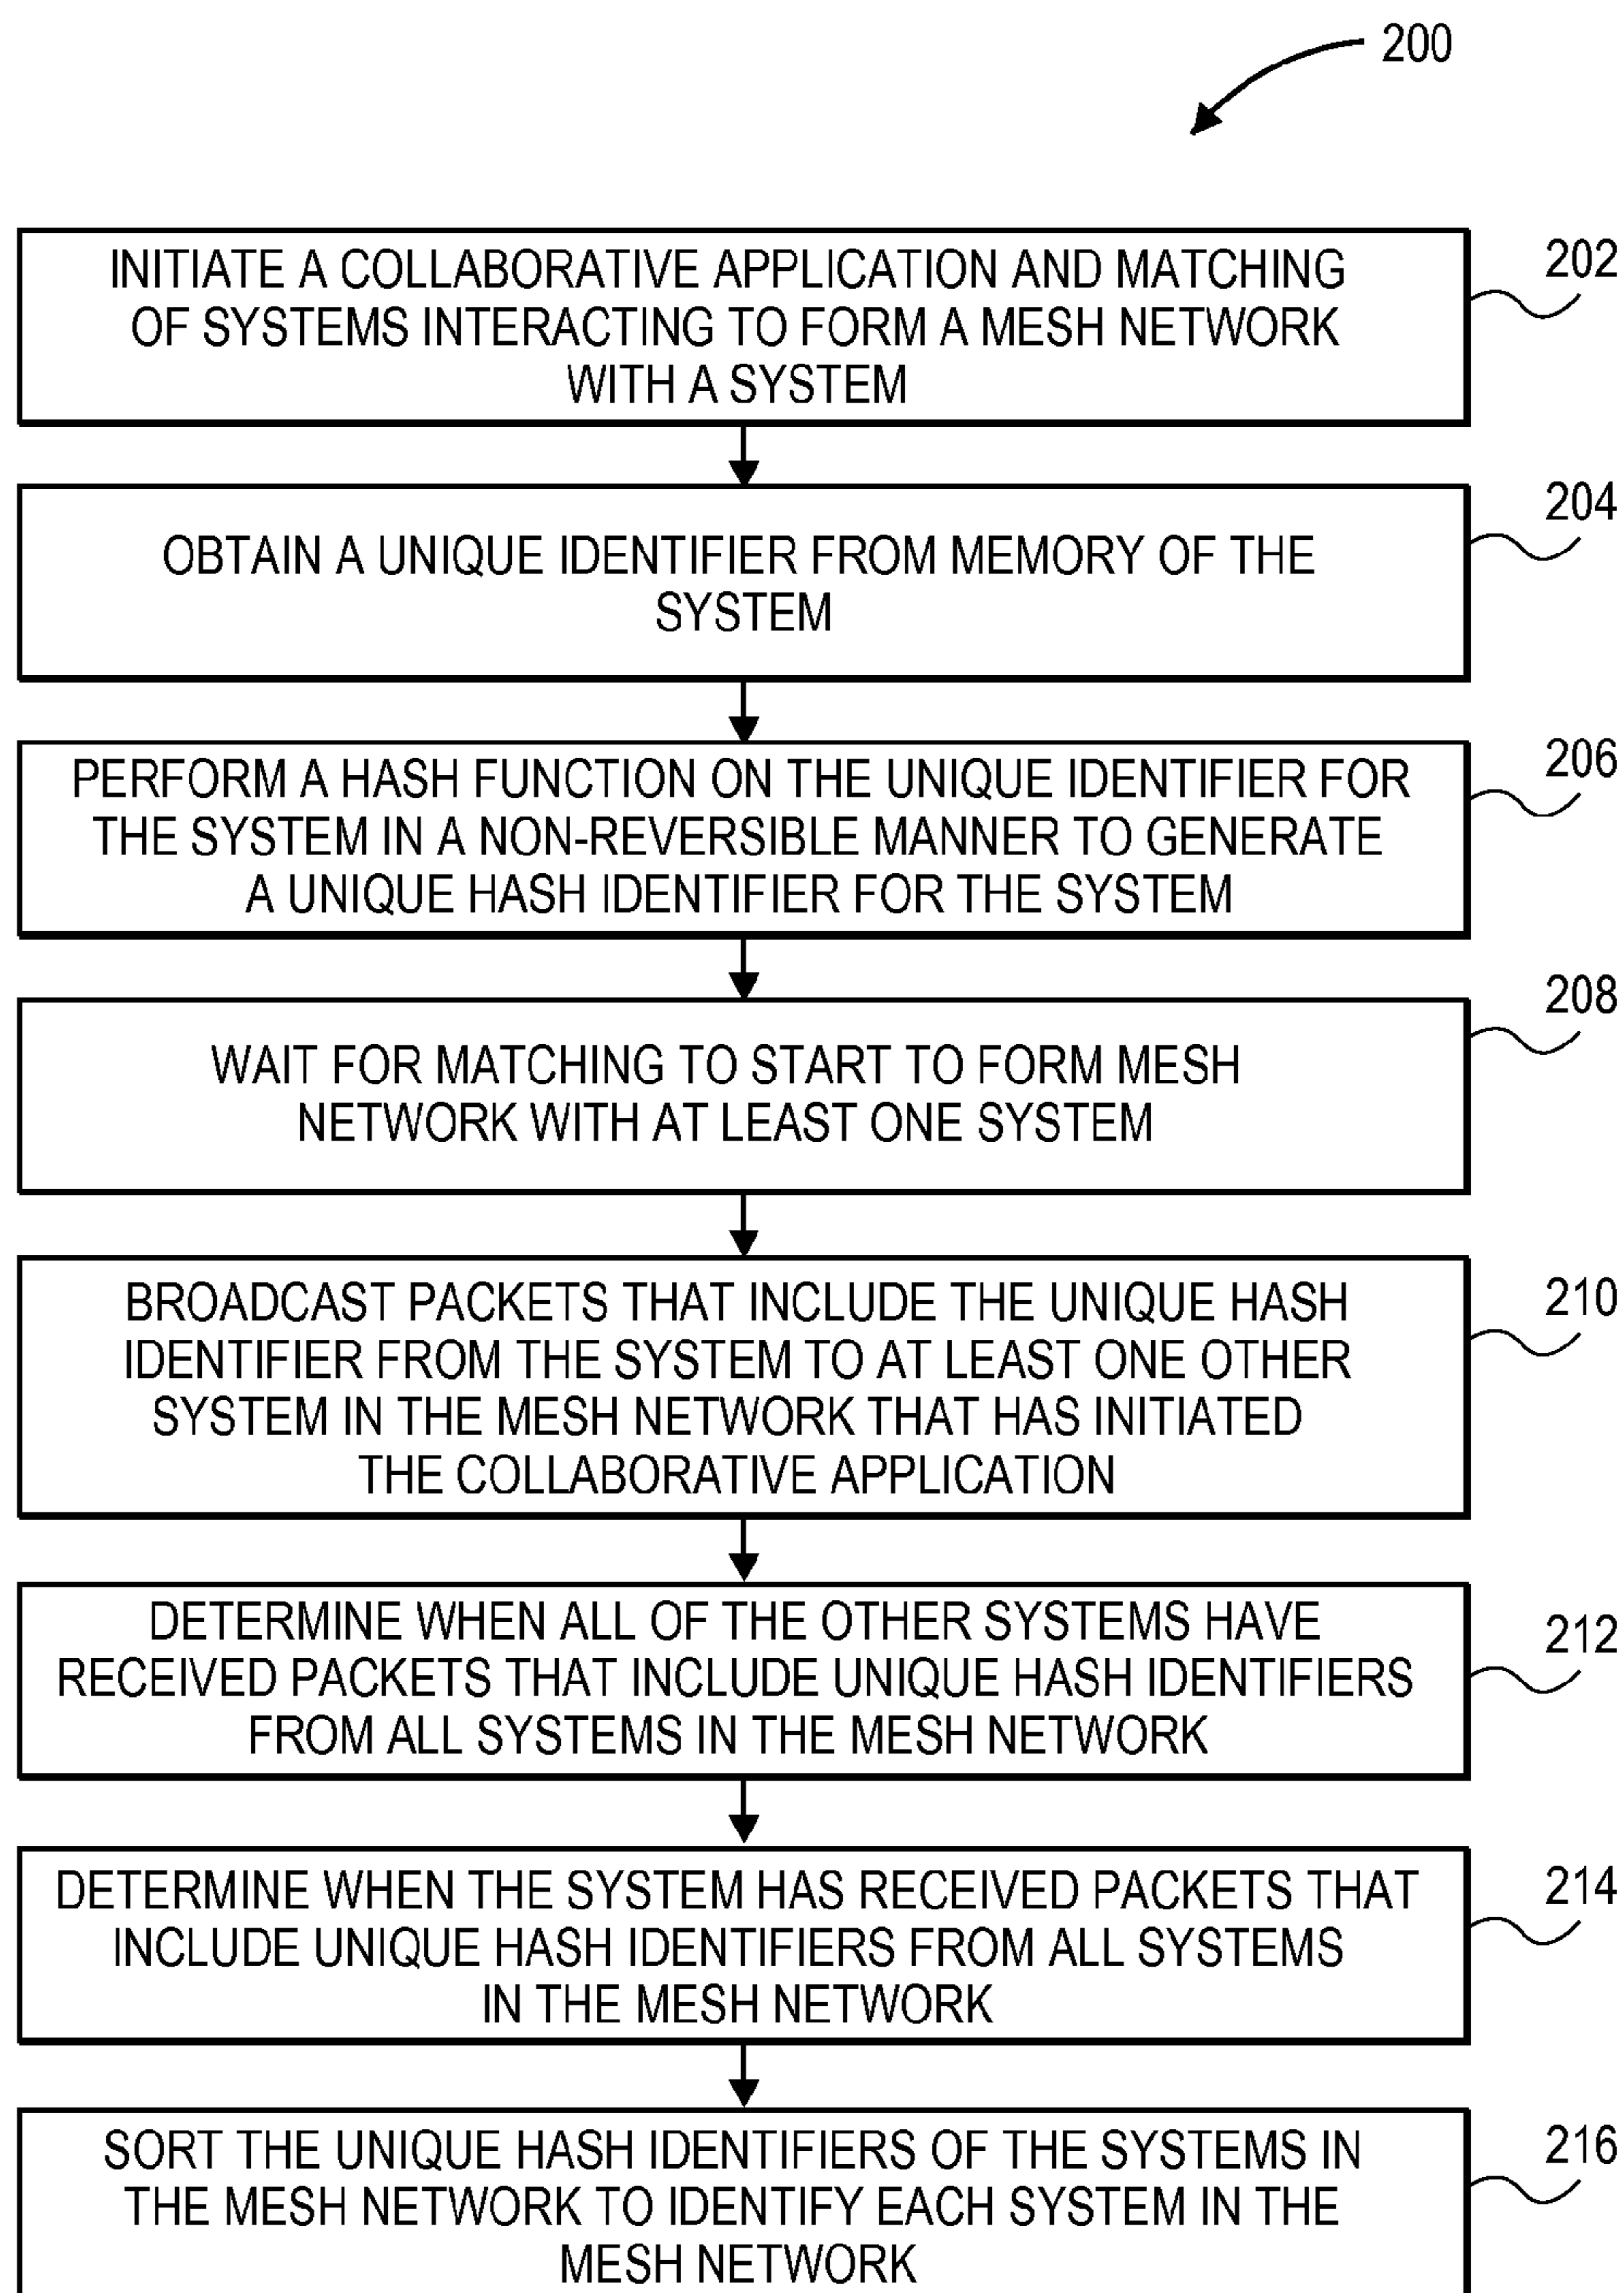 200
INITIATE A COLLABORATIVE APPLICATION AND MATCHING
OF SYSTEMS INTERACTING TO FORM A MESH NETWORK
WITH A SYSTEM
202
OBTAIN A UNIQUE IDENTIFIER FROM MEMORY OF THE
SYSTEM
204
PERFORM A HASH FUNCTION ON THE UNIQUE IDENTIFIER FOR
THE SYSTEM IN A NON-REVERSIBLE MANNER TO GENERATE
A UNIQUE HASH IDENTIFIER FOR THE SYSTEM
206
WAIT FOR MATCHING TO START TO FORM MESH
NETWORK WITH AT LEAST ONE SYSTEM
208
BROADCAST PACKETS THAT INCLUDE THE UNIQUE HASH
IDENTIFIER FROM THE SYSTEM TO AT LEAST ONE OTHER
SYSTEM IN THE MESH NETWORK THAT HAS INITIATED
THE COLLABORATIVE APPLICATION
210
DETERMINE WHEN ALL OF THE OTHER SYSTEMS HAVE
RECEIVED PACKETS THAT INCLUDE UNIQUE HASH IDENTIFIERS
FROM ALL SYSTEMS IN THE MESH NETWORK
212
DETERMINE WHEN THE SYSTEM HAS RECEIVED PACKETS THAT
INCLUDE UNIQUE HASH IDENTIFIERS FROM ALL SYSTEMS
IN THE MESH NETWORK
214
SORT THE UNIQUE HASH IDENTIFIERS OF THE SYSTEMS IN
THE MESH NETWORK TO IDENTIFY EACH SYSTEM IN THE
MESH NETWORK
216